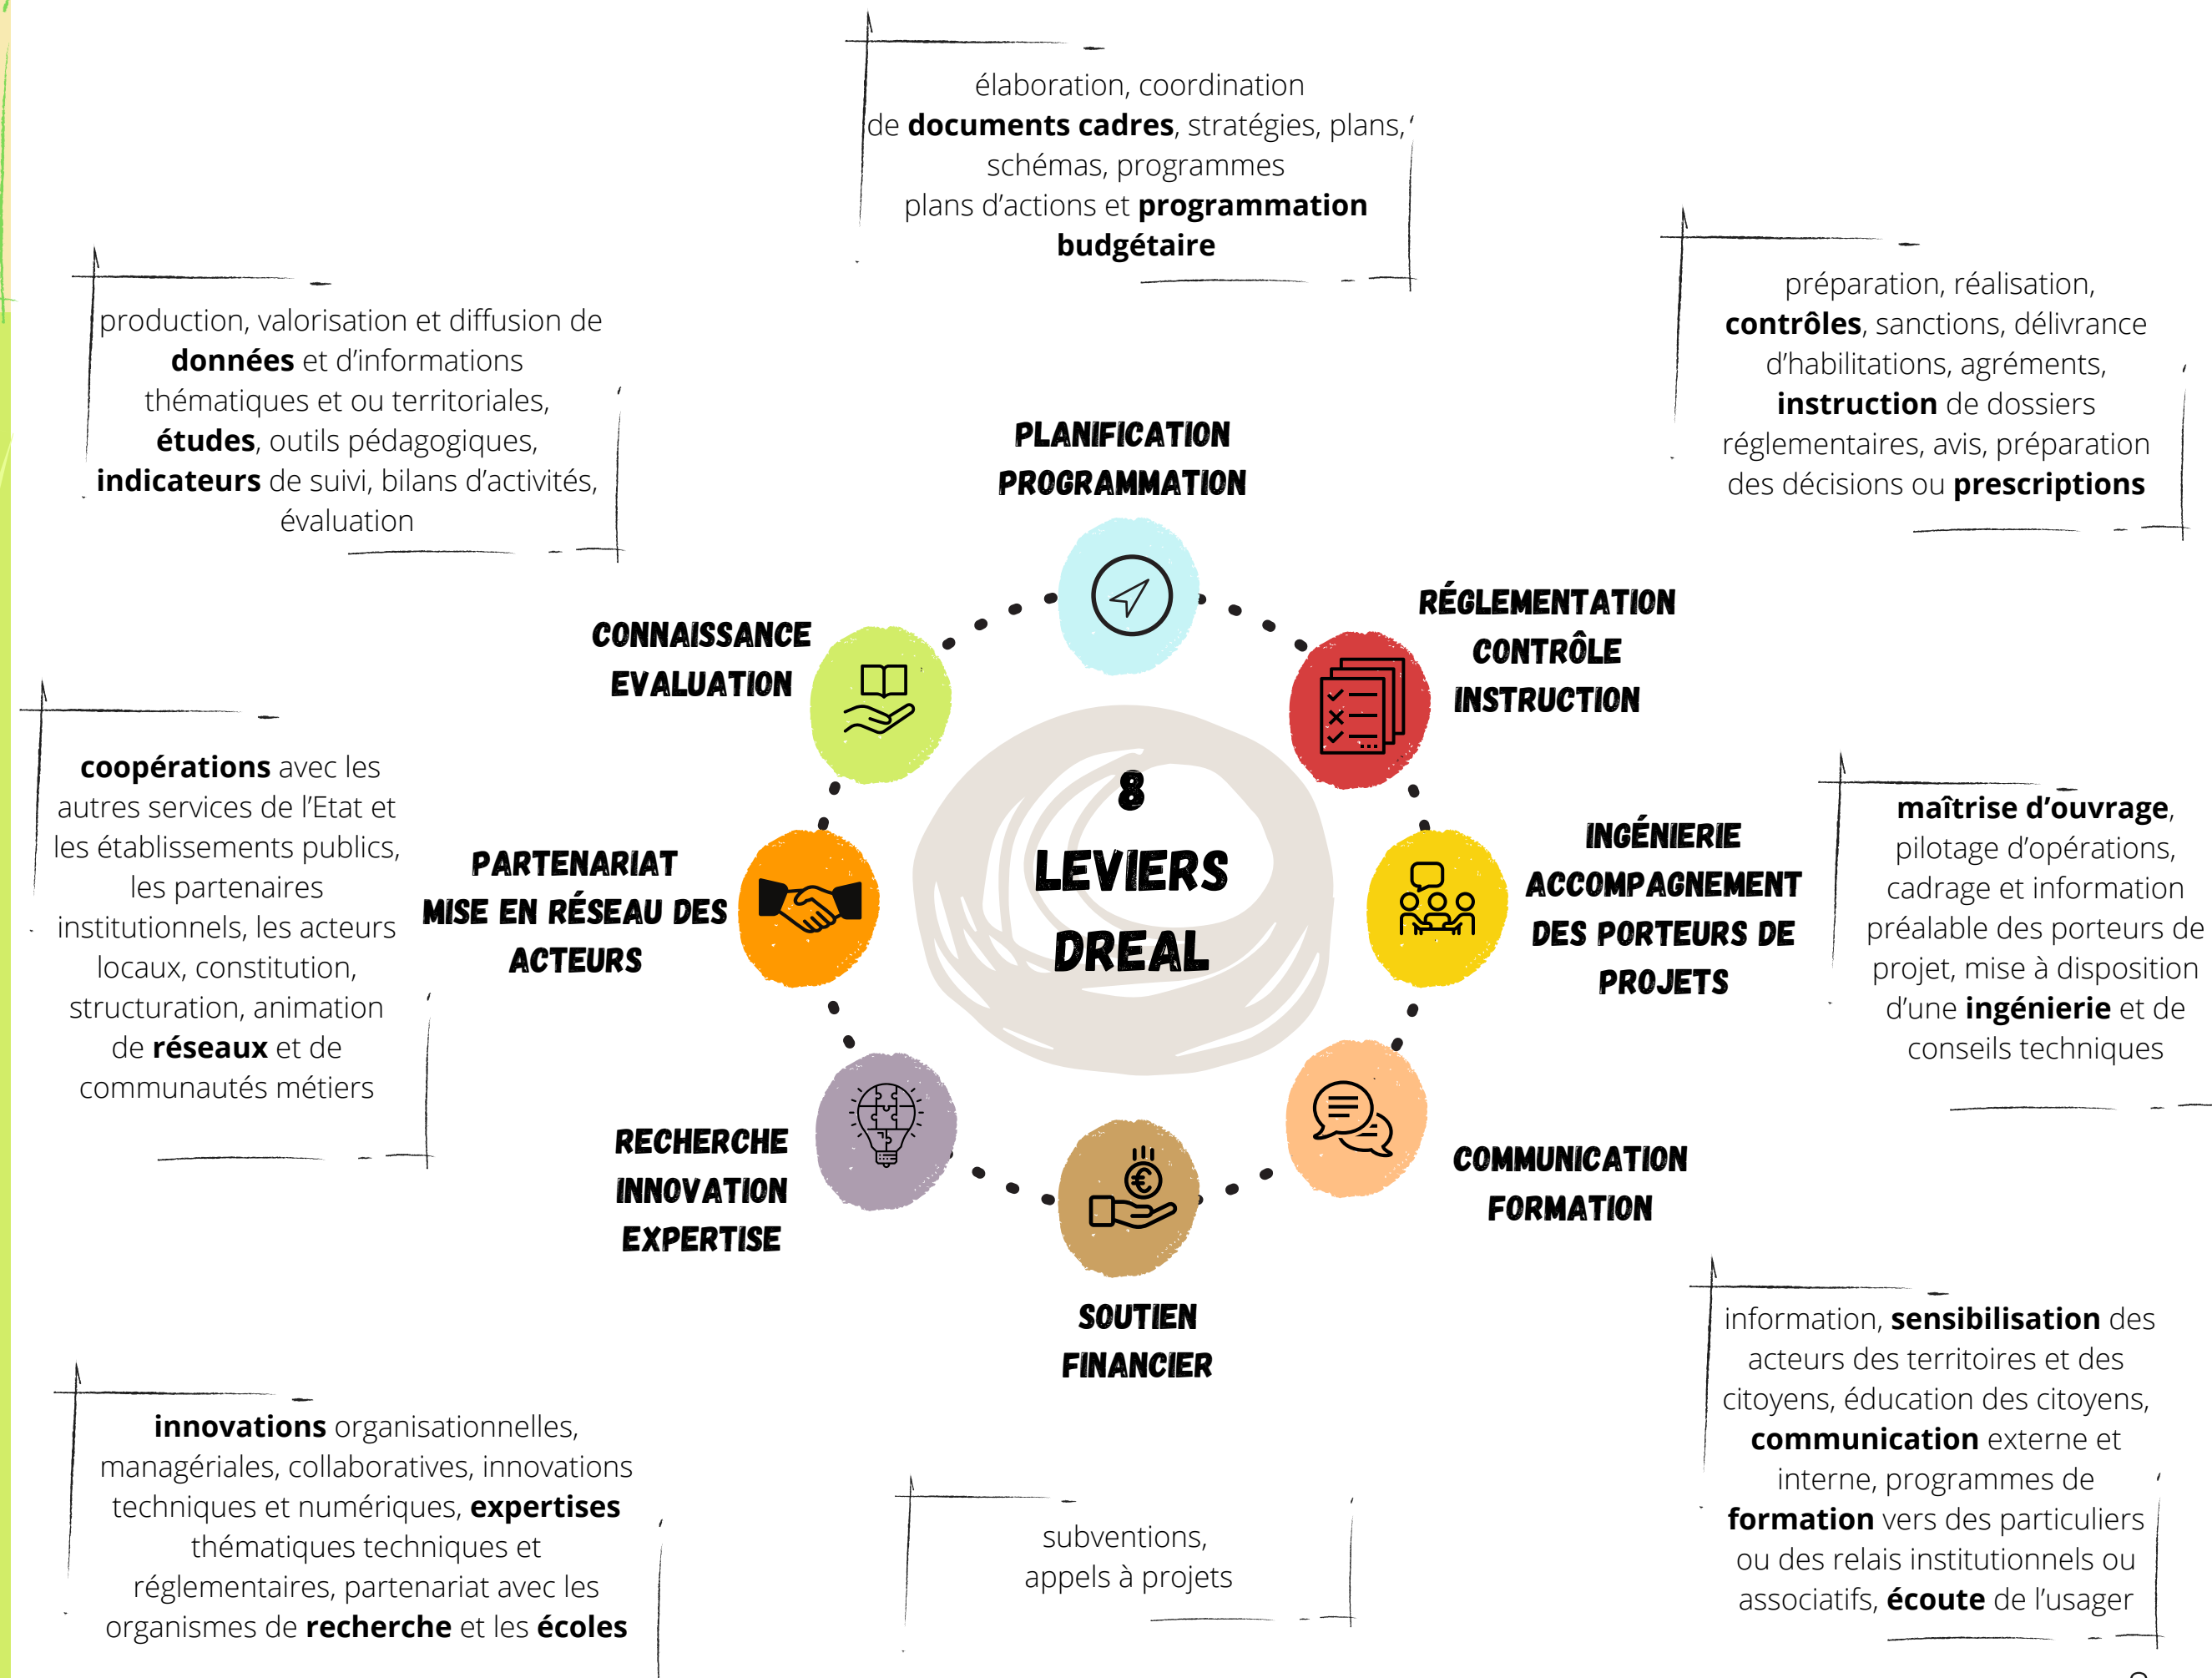 élaboration, coordination
de documents cadres, stratégies, plans,
schémas, programmes
plans d'actions et programmation
budgétaire
production, valorisation et diffusion de
données et d'informations
thématiques et ou territoriales,
études, outils pédagogiques,
indicateurs de suivi, bilans d'activités,
évaluation
préparation, réalisation,
contrôles, sanctions, délivrance
d'habilitations, agréments,
instruction de dossiers
réglementaires, avis, préparation
des décisions ou prescriptions
PLANIFICATION
PROGRAMMATION
CONNAISSANCE
EVALUATION
RÉGLEMENTATION
CONTRÔLE
INSTRUCTION
coopérations avec les
autres services de l'Etat et
les établissements publics,
les partenaires
institutionnels, les acteurs
locaux, constitution,
structuration, animation
de réseaux et de
communautés métiers
PARTENARIAT
MISE EN RÉSEAU DES
ACTEURS
8
LEVIERS
DREAL
INGÉNIERIE
ACCOMPAGNEMENT
DES PORTEURS DE
PROJETS
maîtrise d'ouvrage,
pilotage d'opérations,
cadrage et information
préalable des porteurs de
projet, mise à disposition
d'une ingénierie et de
conseils techniques
RECHERCHE
INNOVATION
EXPERTISE
COMMUNICATION
FORMATION
SOUTIEN
FINANCIER
innovations organisationnelles,
managériales, collaboratives, innovations
techniques et numériques, expertises
thématiques techniques et
réglementaires, partenariat avec les
organismes de recherche et les écoles
subventions,
appels à projets
information, sensibilisation des
acteurs des territoires et des
citoyens, éducation des citoyens,
communication externe et
interne, programmes de
formation vers des particuliers
ou des relais institutionnels ou
associatifs, écoute de l'usager